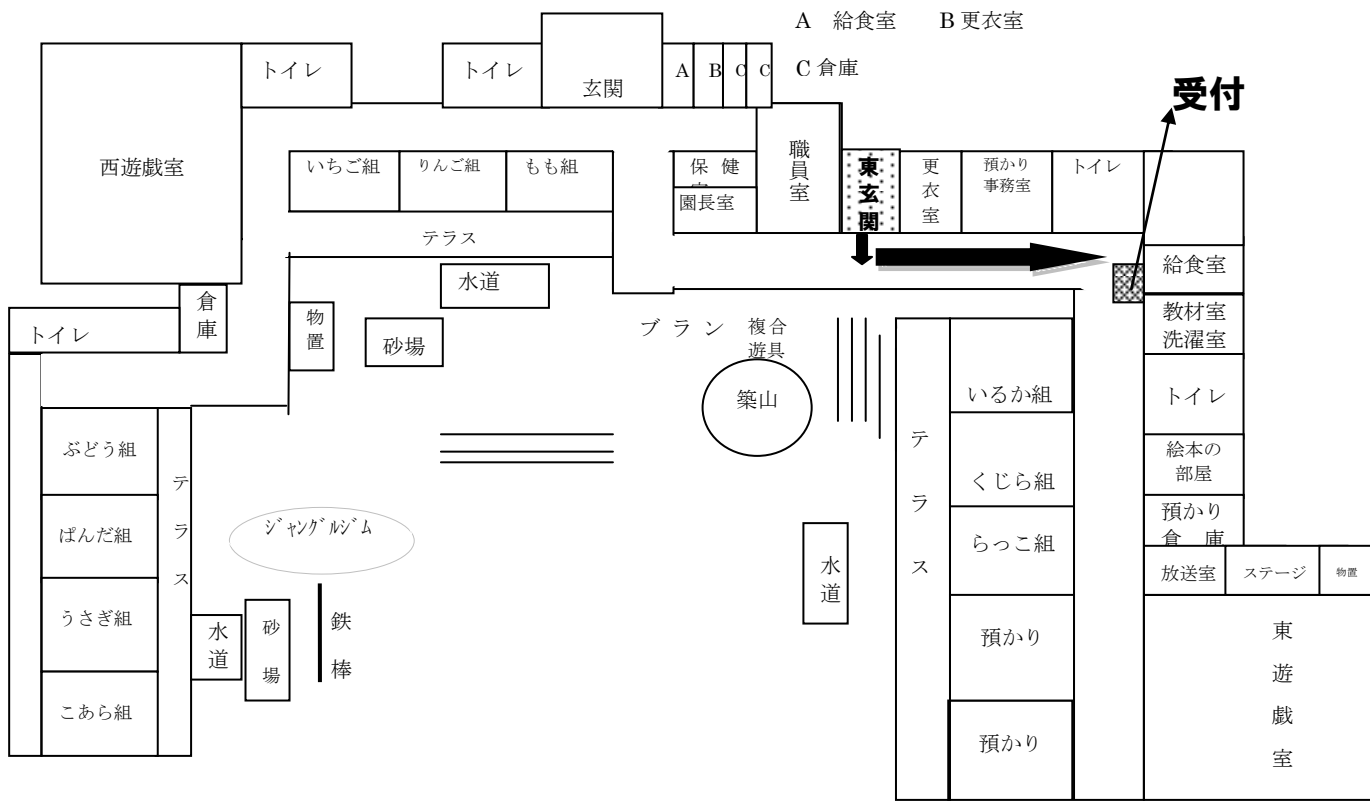 A 給食室 B 更衣室
C 倉庫
受付
トイレ
トイレ
玄関
A
B
C
C
西遊戯室
いちご組
りんご組
もも組
保 健
園長室
職員室
東玄関
更衣室
預かり
事務室
トイレ
テラス
水道
給食室
倉庫
トイレ
物置
砂場
ブ ラ ン
複合
遊具
築山
教材室
洗濯室
いるか組
トイレ
ぶどう組
テラス
テラス
くじら組
絵本の
部屋
ぱんだ組
ジャングルジム
らっこ組
預かり
倉 庫
放送室
ステージ
物置
水道
うさぎ組
水道
砂場
鉄棒
預かり
東遊戯室
こあら組
預かり